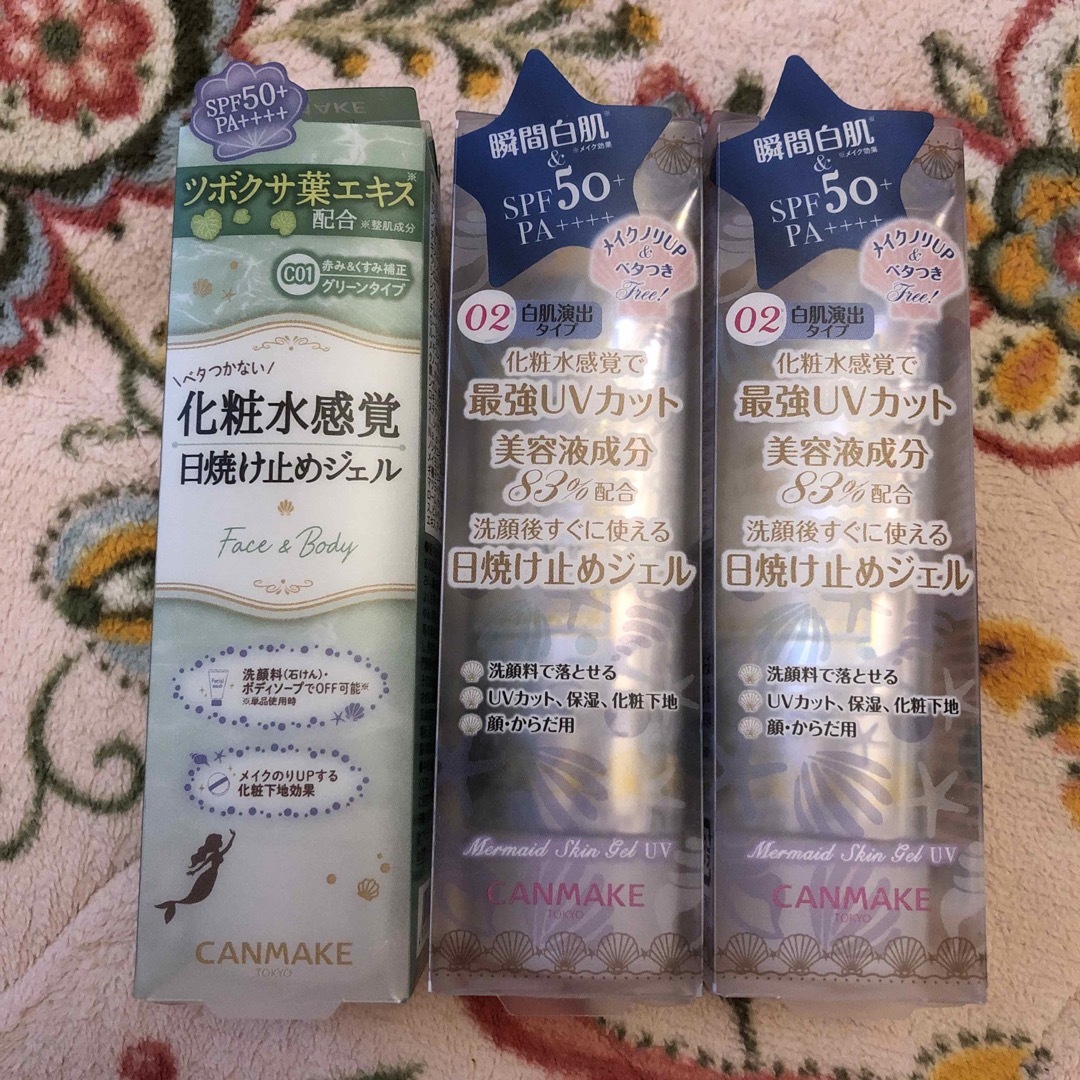 SPF50+
PA++++
MAKE
ツボクサ葉エキス※
配合 ※整肌成分
C01 赤み&くすみ補正
グリーンタイプ
ベタつかない
化粧水感覚
日焼け止めジェル
Face & Body
Facial
wash
洗顔料(石けん)・
ボディソープでOFF可能※
※単品使用時
メイクのりUPする
化粧下地効果
CANMAKE
TOKYO
瞬間白肌※
※メイク効果
&
SPF50+
PA++++
メイクノリUP
&
ベタつき
Free!
02 白肌演出
タイプ
化粧水感覚で
最強UVカット
美容液成分
83%配合
洗顔後すぐに使える
日焼け止めジェル
洗顔料で落とせる
UVカット、保湿、化粧下地
顔・からだ用
Mermaid Skin Gel UV
CANMAKE
TOKYO
瞬間白肌※
※メイク効果
&
SPF50+
PA++++
メイクノリUP
&
ベタつき
Free!
02 白肌演出
タイプ
化粧水感覚で
最強UVカット
美容液成分
83%配合
洗顔後すぐに使える
日焼け止めジェル
洗顔料で落とせる
UVカット、保湿、化粧下地
顔・からだ用
Mermaid Skin Gel UV
CANMAKE
TOKYO